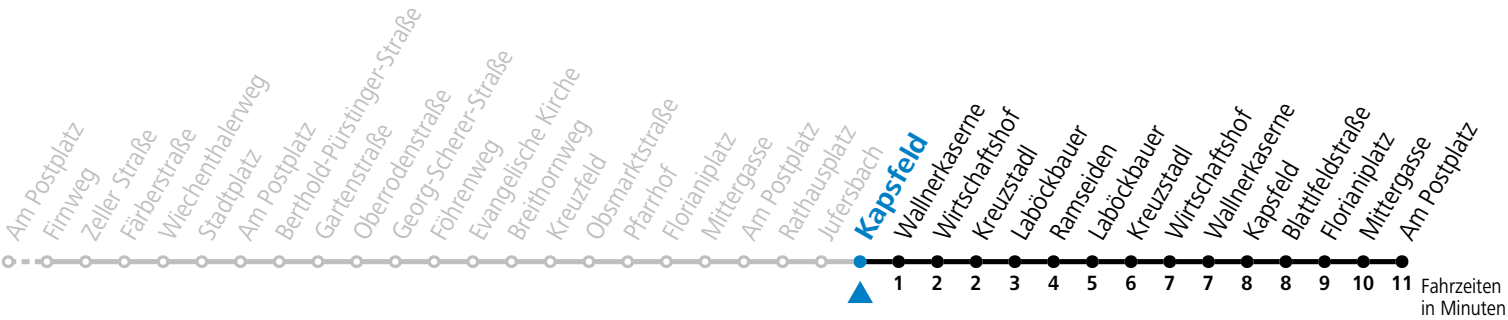 Am Postplatz
Firnweg
Zeller Straße
Färberstraße
Wiechenthalerweg
Stadtplatz
Am Postplatz
Berthold-Pürstinger-Straße
Gartenstraße
Oberrodenstraße
Georg-Scherer-Straße
Föhrenweg
Evangelische Kirche
Breithornweg
Kreuzfeld
Obsmarktstraße
Pfarrhof
Florianiplatz
Mittergasse
Am Postplatz
Rathausplatz
Jufersbach
Kapsfeld
Wallnerkaserne
Wirtschaftshof
Kreuzstadl
Laböckbauer
Ramseiden
Laböckbauer
Kreuzstadl
Wirtschaftshof
Wallnerkaserne
Kapsfeld
Blattfeldstraße
Florianiplatz
Mittergasse
Am Postplatz
1 2 2 3 4 5 6 7 7 8 8 9 10 11 Fahrzeiten
in Minuten